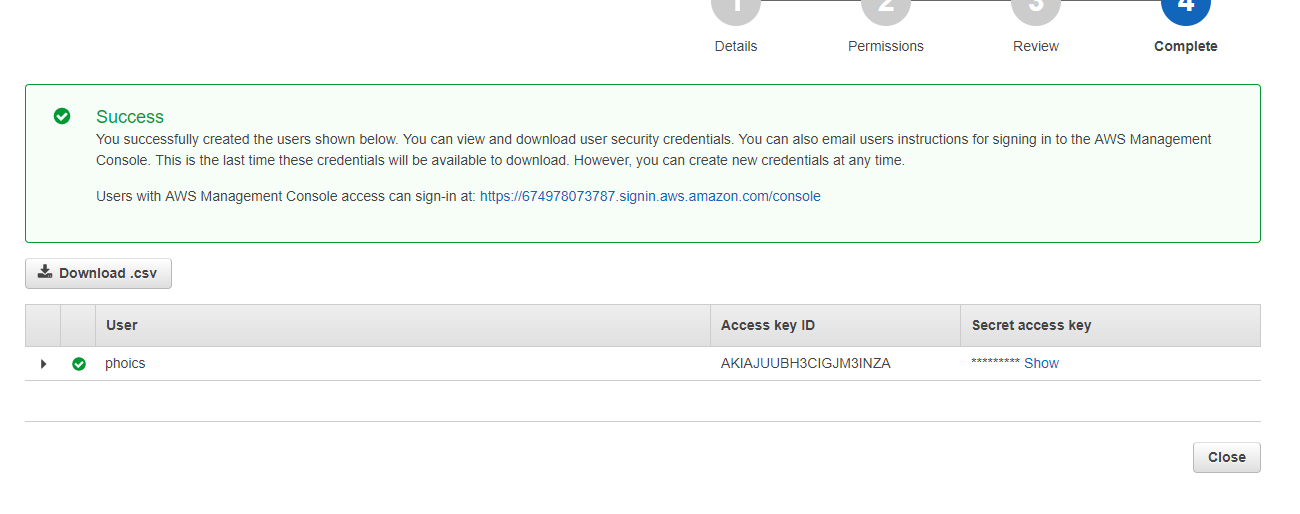 1 2 3 4
Details Permissions Review Complete
Success
You successfully created the users shown below. You can view and download user security credentials. You can also email users instructions for signing in to the AWS Management
Console. This is the last time these credentials will be available to download. However, you can create new credentials at any time.
Users with AWS Management Console access can sign-in at: https://674978073787.signin.aws.amazon.com/console
Download .csv
User Access key ID Secret access key
phoics AKIAJUUBH3CIGJM3INZA ********* Show
Close